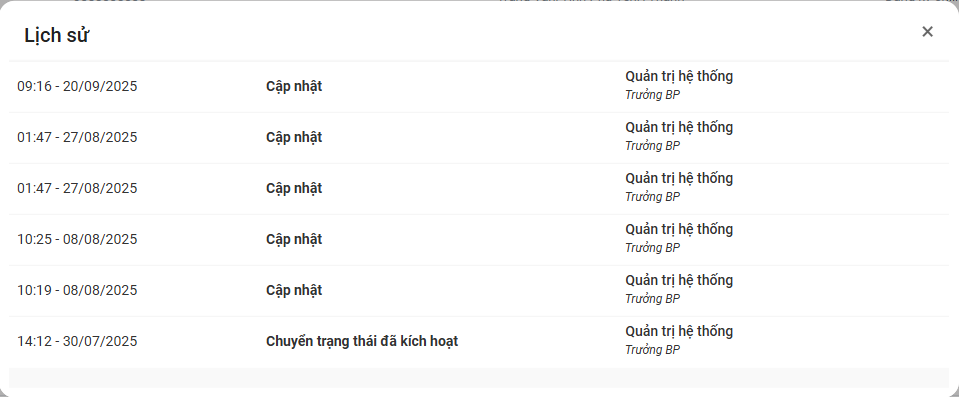 Lịch sử
×
09:16 - 20/09/2025 Cập nhật Quản trị hệ thống
Trưởng BP
01:47 - 27/08/2025 Cập nhật Quản trị hệ thống
Trưởng BP
01:47 - 27/08/2025 Cập nhật Quản trị hệ thống
Trưởng BP
10:25 - 08/08/2025 Cập nhật Quản trị hệ thống
Trưởng BP
10:19 - 08/08/2025 Cập nhật Quản trị hệ thống
Trưởng BP
14:12 - 30/07/2025 Chuyển trạng thái đã kích hoạt Quản trị hệ thống
Trưởng BP